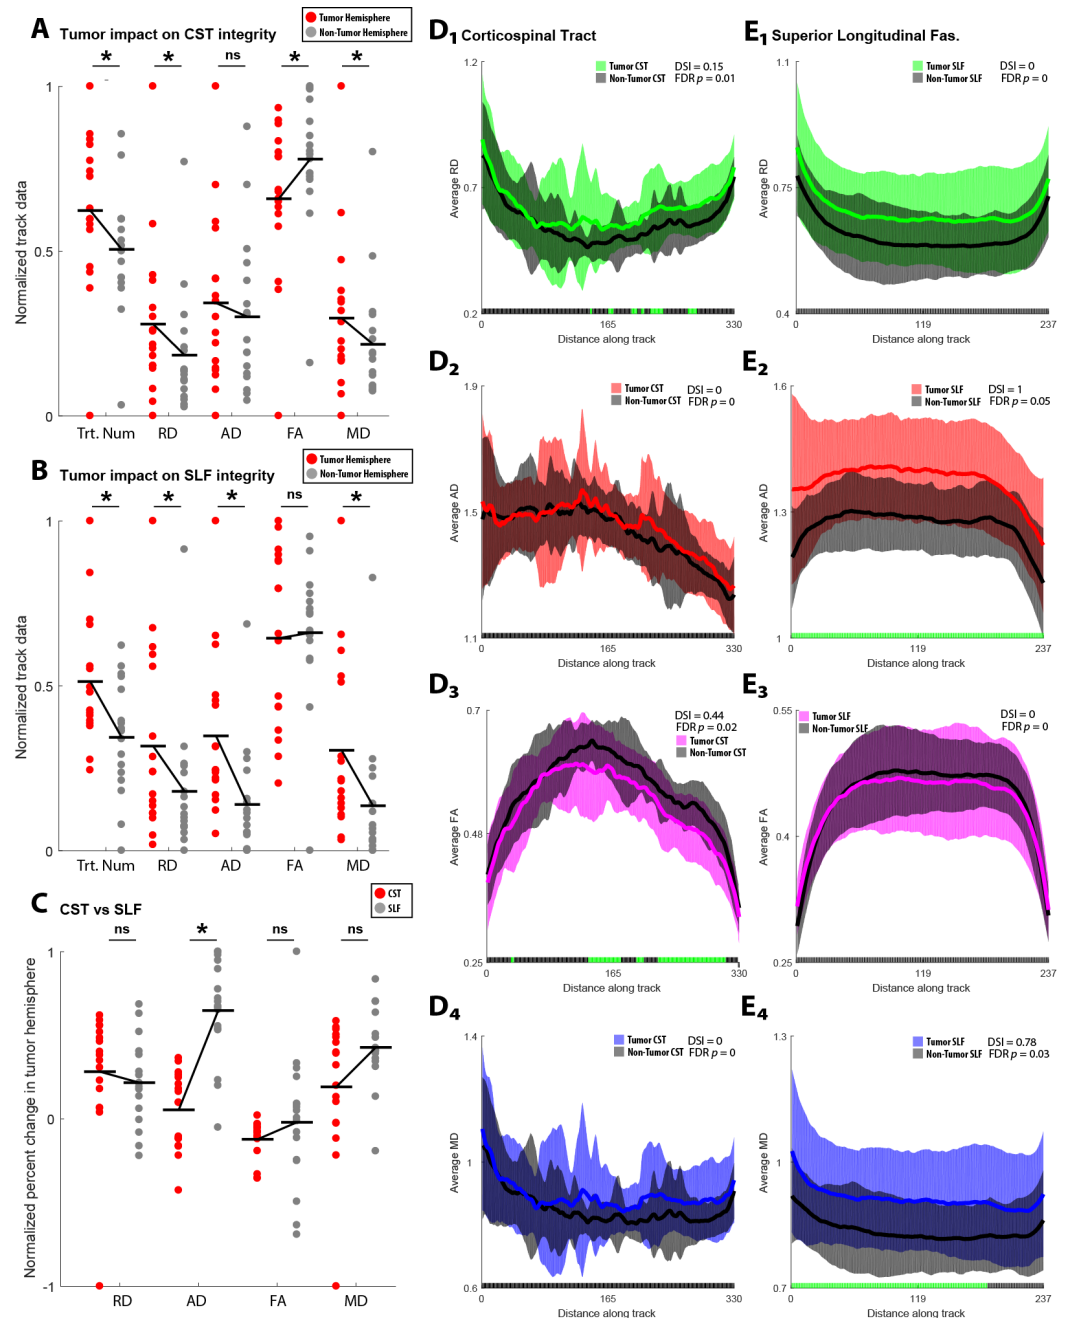 A Tumor impact on CST integrity
Tumor Hemisphere
Non-Tumor Hemisphere
* * ns * *
Normalized track data
1
0.5
0
Trt. Num RD AD FA MD
B Tumor impact on SLF integrity
Tumor Hemisphere
Non-Tumor Hemisphere
* * * ns *
Normalized track data
1
0.5
0
Trt. Num RD AD FA MD
C CST vs SLF
CST
SLF
ns * ns ns
Normalized percent change in tumor hemisphere
1
0
-1
RD AD FA MD
D1 Corticospinal Tract
Tumor CST
Non-Tumor CST
DSI = 0.15
FDR p = 0.01
Average RD
1.2
0.7
0.2
0 165 330
Distance along track
E1 Superior Longitudinal Fas.
Tumor SLF
Non-Tumor SLF
DSI = 0
FDR p = 0
Average RD
1.1
0.75
0.4
0 119 237
Distance along track
D2
Tumor CST
Non-Tumor CST
DSI = 0
FDR p = 0
Average AD
1.9
1.5
1.1
0 165 330
Distance along track
E2
Tumor SLF
Non-Tumor SLF
DSI = 1
FDR p = 0.05
Average AD
1.6
1.3
1
0 119 237
Distance along track
D3
DSI = 0.44
FDR p = 0.02
Tumor CST
Non-Tumor CST
Average FA
0.7
0.48
0.25
0 165 330
Distance along track
E3
Tumor SLF
Non-Tumor SLF
DSI = 0
FDR p = 0
Average FA
0.55
0.4
0.25
0 119 237
Distance along track
D4
Tumor CST
Non-Tumor CST
DSI = 0
FDR p = 0
Average MD
1.4
1
0.6
0 165 330
Distance along track
E4
Tumor SLF
Non-Tumor SLF
DSI = 0.78
FDR p = 0.03
Average MD
1.3
1
0.7
0 119 237
Distance along track